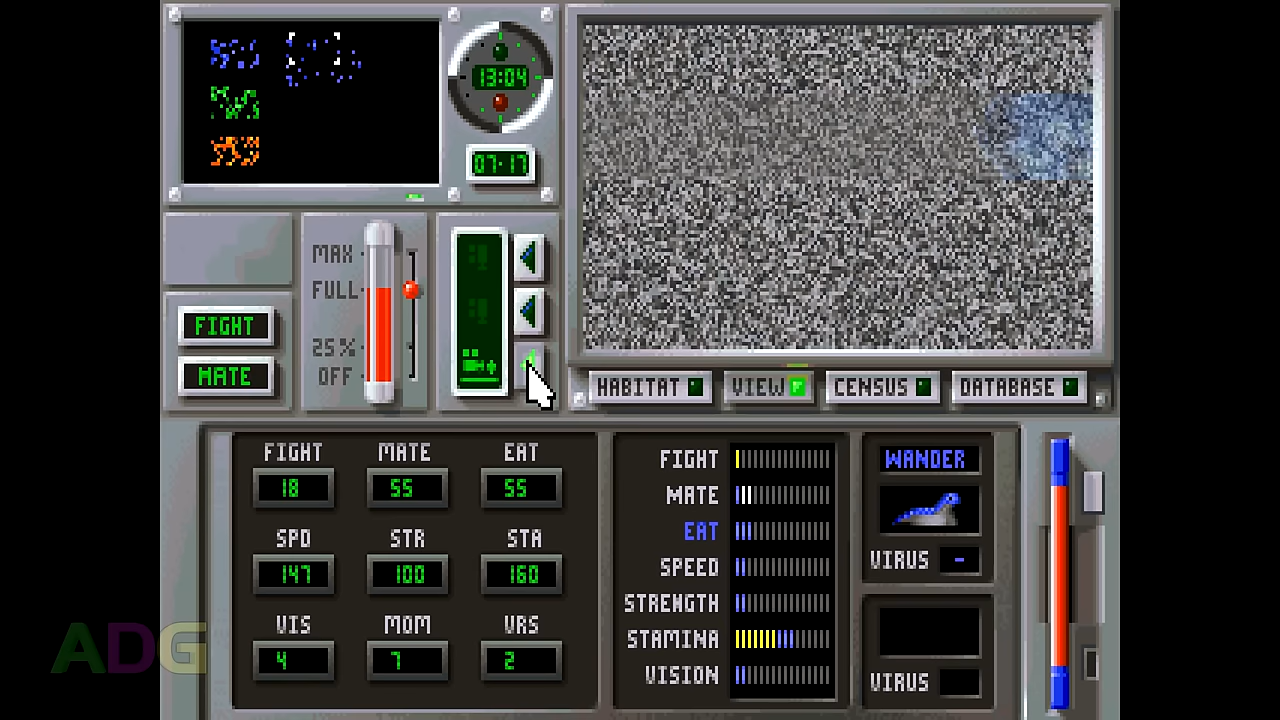 13:04
07-17
MAX
FULL
25%
OFF
FIGHT
MATE
HABITAT
VIEW
CENSUS
DATABASE
FIGHT MATE EAT
18 55 55
SPD STR STA
147 100 160
VIS MOM VRS
4 7 2
FIGHT
MATE
EAT
SPEED
STRENGTH
STAMINA
VISION
WANDER
VIRUS -
VIRUS
ADG